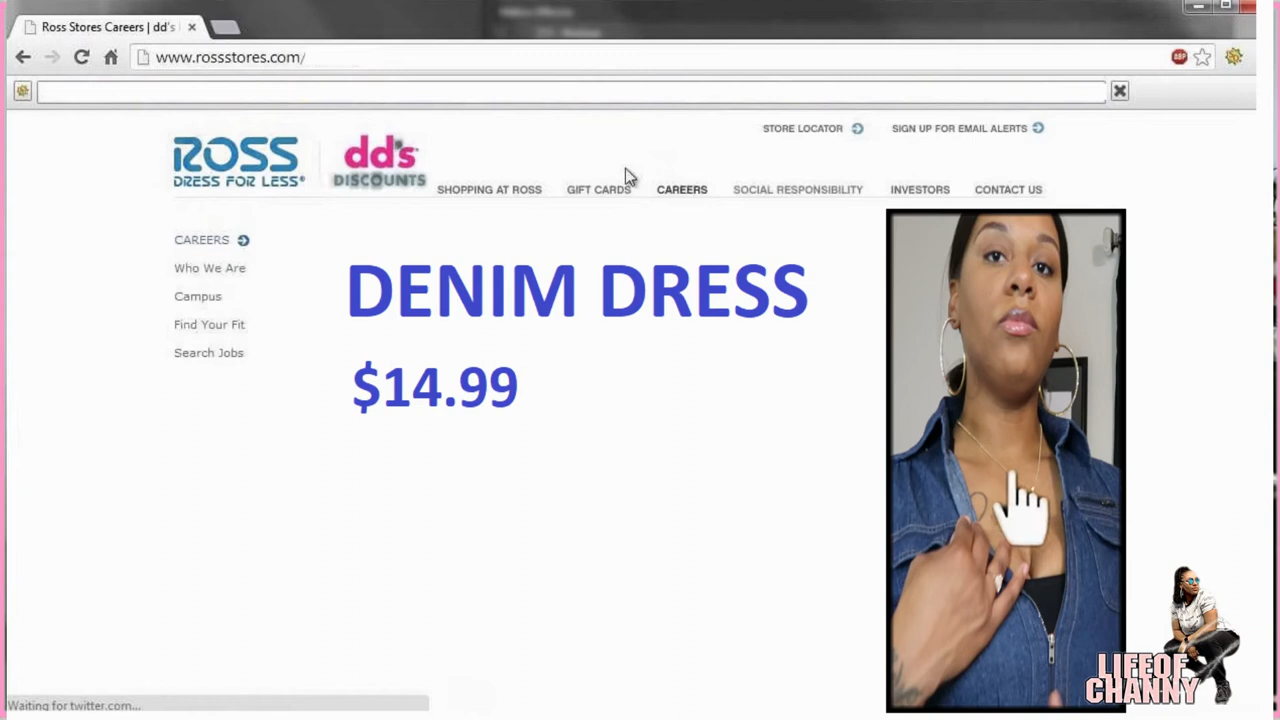 Ross Stores Careers | dd's
www.rossstores.com/
ABP
STORE LOCATOR
SIGN UP FOR EMAIL ALERTS
ROSS
DRESS FOR LESS®
dd's
DISCOUNTS
SHOPPING AT ROSS
GIFT CARDS
CAREERS
SOCIAL RESPONSIBILITY
INVESTORS
CONTACT US
CAREERS
Who We Are
Campus
Find Your Fit
Search Jobs
DENIM DRESS
$14.99
LIFEOF
CHANNY
Waiting for twitter.com...